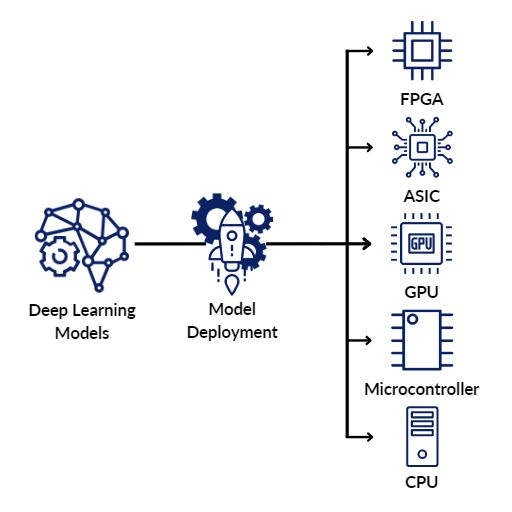 FPGA
ASIC
GPU
GPU
Deep Learning
Models
Model
Deployment
Microcontroller
CPU